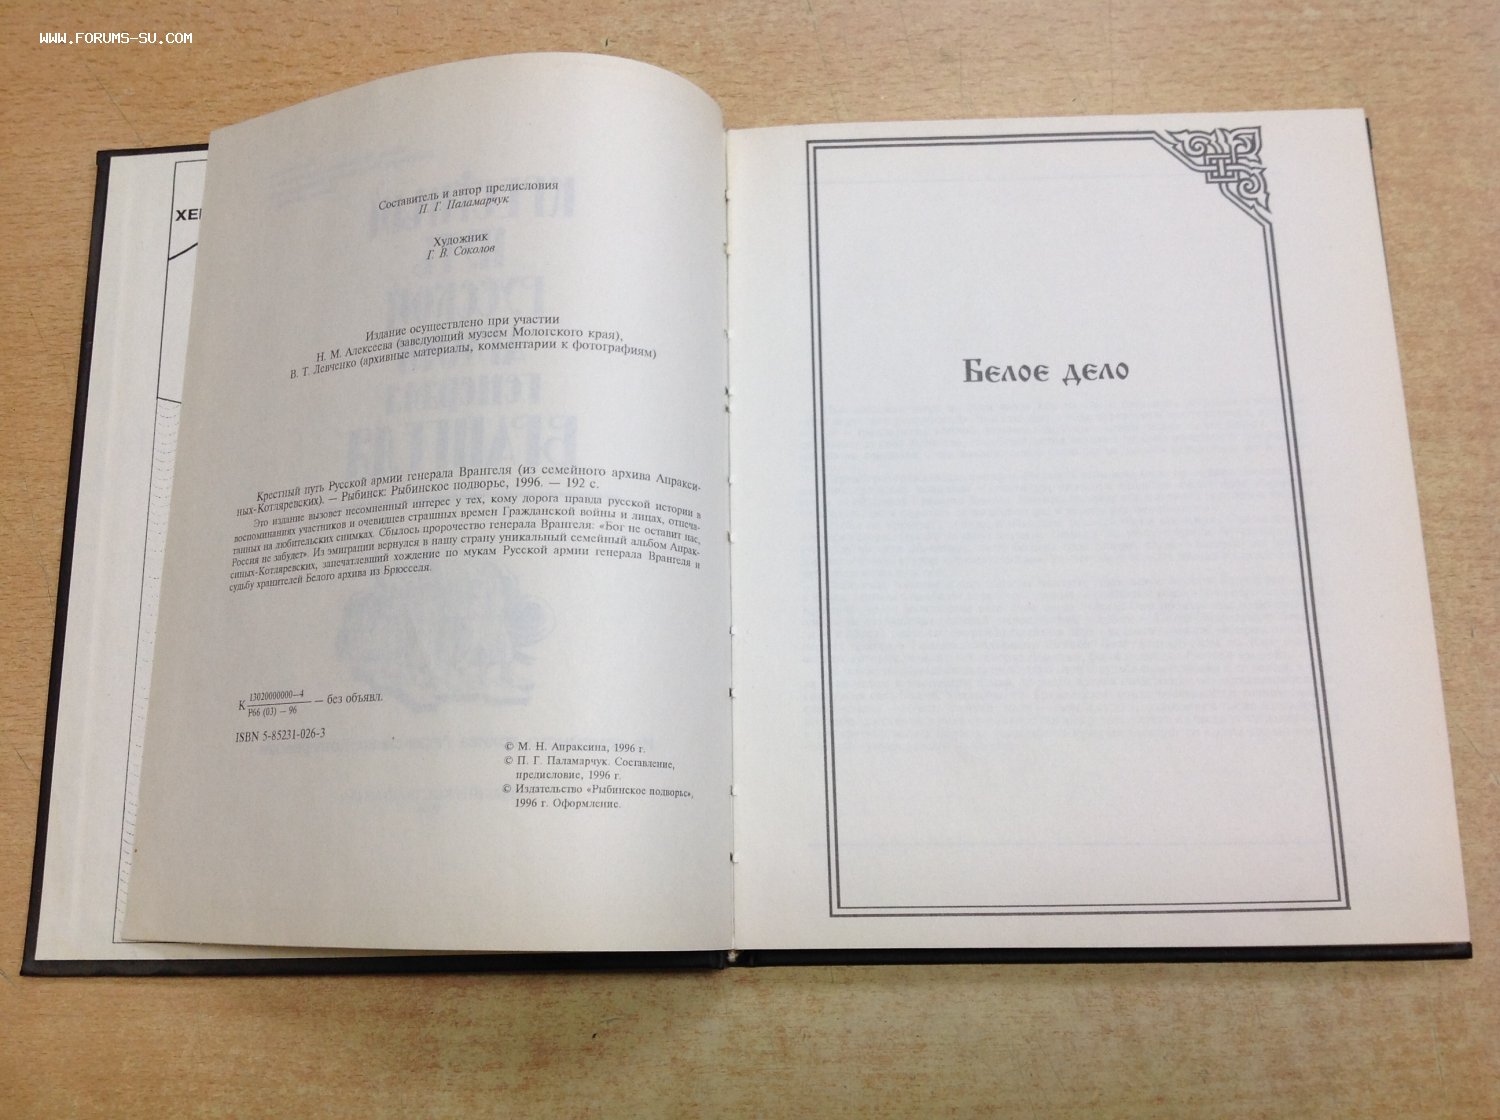 WWW.FORUMS-SU.COM
ХЕ
Составитель и автор предисловия
П. Г. Паламарчук
Художник
Г. В. Соколов
Издание осуществлено при участии
Н. М. Алексеева (заведующий музеем Мологского края),
В. Т. Левченко (архивные материалы, комментарии к фотографиям)
Крестный путь Русской армии генерала Врангеля (из семейного архива Апракси-
ных-Котляревских). — Рыбинск: Рыбинское подворье, 1996. — 192 с.
Это издание вызовет несомненный интерес у тех, кому дорога правда русской истории в
воспоминаниях участников и очевидцев страшных времен Гражданской войны и лицах, отпеча-
танных на любительских снимках. Сбылось пророчество генерала Врангеля: «Бог не оставит нас,
Россия не забудет». Из эмиграции вернулся в нашу страну уникальный семейный альбом Апрак-
синых-Котляревских, запечатлевший хождение по мукам Русской армии генерала Врангеля и
судьбу хранителей Белого архива из Брюсселя.
К 13020000000—4 — без объявл.
Р66 (03) — 96
ISBN 5-85231-026-3
© М. Н. Апраксина, 1996 г.
© П. Г. Паламарчук. Составление,
предисловие, 1996 г.
© Издательство «Рыбинское подворье»,
1996 г. Оформление.
Белое дело